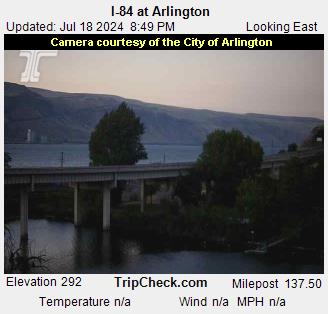 I-84 at Arlington
Updated: Jul 18 2024 8:49 PM Looking East
Camera courtesy of the City of Arlington
Elevation 292 TripCheck.com Milepost 137.50
Temperature n/a Wind n/a MPH n/a